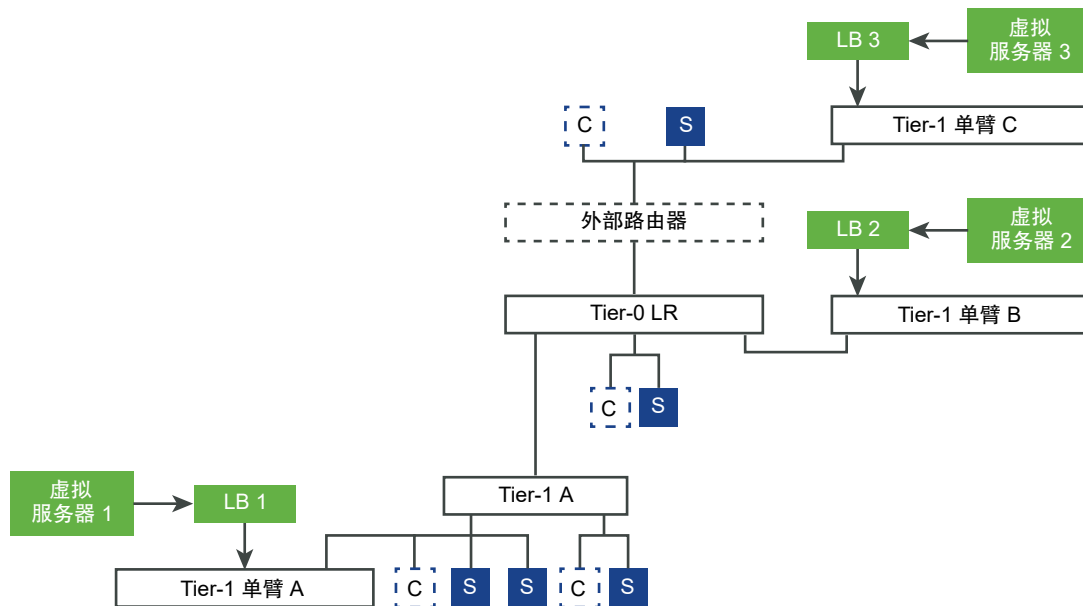 LB 3
虚拟
服务器 3
C
S
Tier-1 单臂 C
外部路由器
LB 2
虚拟
服务器 2
Tier-0 LR
Tier-1 单臂 B
C
S
Tier-1 A
虚拟
服务器 1
LB 1
Tier-1 单臂 A
C
S
S
C
S